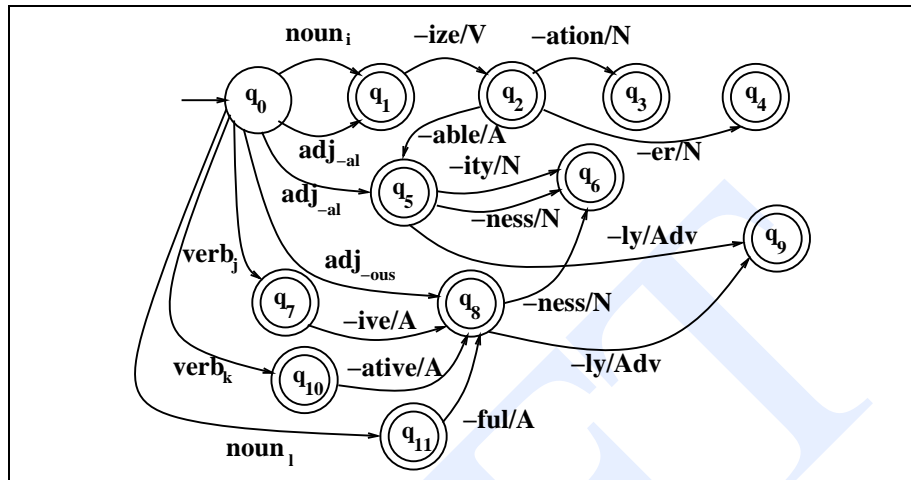 noun_i –ize/V –ation/N
q_0 q_1 q_2 q_3 q_4
adj_–al –able/A –er/N
adj_–al q_5 –ity/N q_6
–ness/N
verb_j adj_–ous –ly/Adv q_9
q_7 –ive/A q_8 –ness/N
verb_k q_10 –ative/A –ly/Adv
noun_l q_11 –ful/A